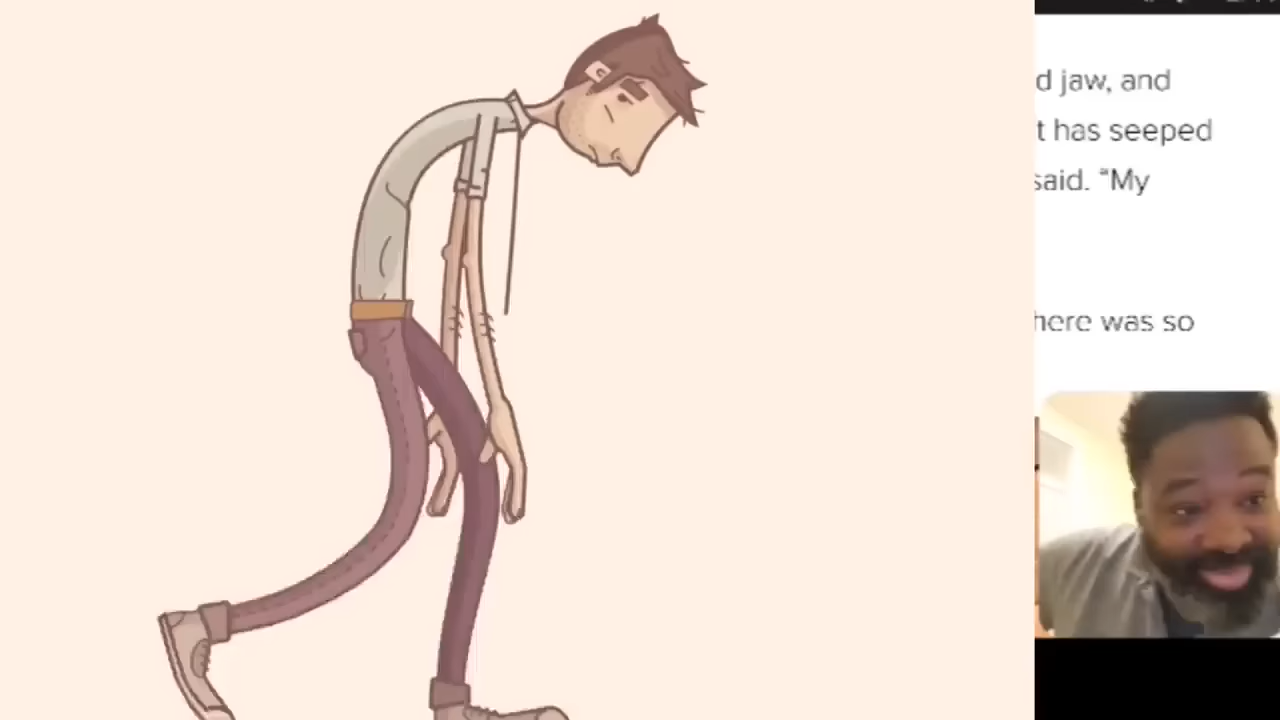 d jaw, and
t has seeped
said. “My
here was so